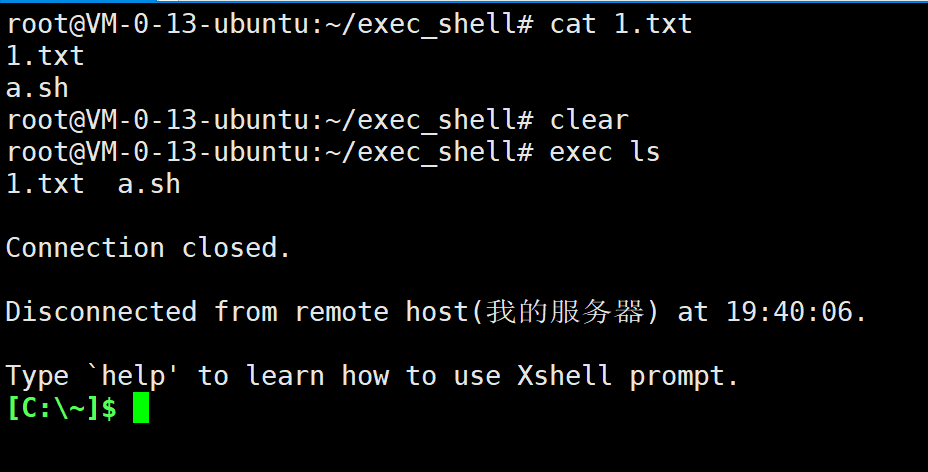 root@VM-0-13-ubuntu:~/exec_shell# cat 1.txt
1.txt
a.sh
root@VM-0-13-ubuntu:~/exec_shell# clear
root@VM-0-13-ubuntu:~/exec_shell# exec ls
1.txt  a.sh
Connection closed.
Disconnected from remote host(我的服务器) at 19:40:06.
Type `help' to learn how to use Xshell prompt.
[C:\~]$